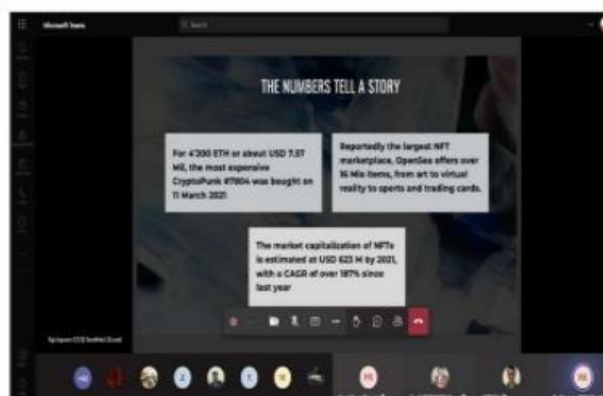 Microsoft Teams
Search
THE NUMBERS TELL A STORY
For 4'200 ETH or about USD 7.57
Mil, the most expensive
CryptoPunk #7804 was bought on
11 March 2021
Reportedly the largest NFT
marketplace, OpenSea offers over
16 Mio items, from art to virtual
reality to sports and trading cards.
The market capitalization of NFTs
is estimated at USD 623 M by 2021,
with a CAGR of over 187% since
last year